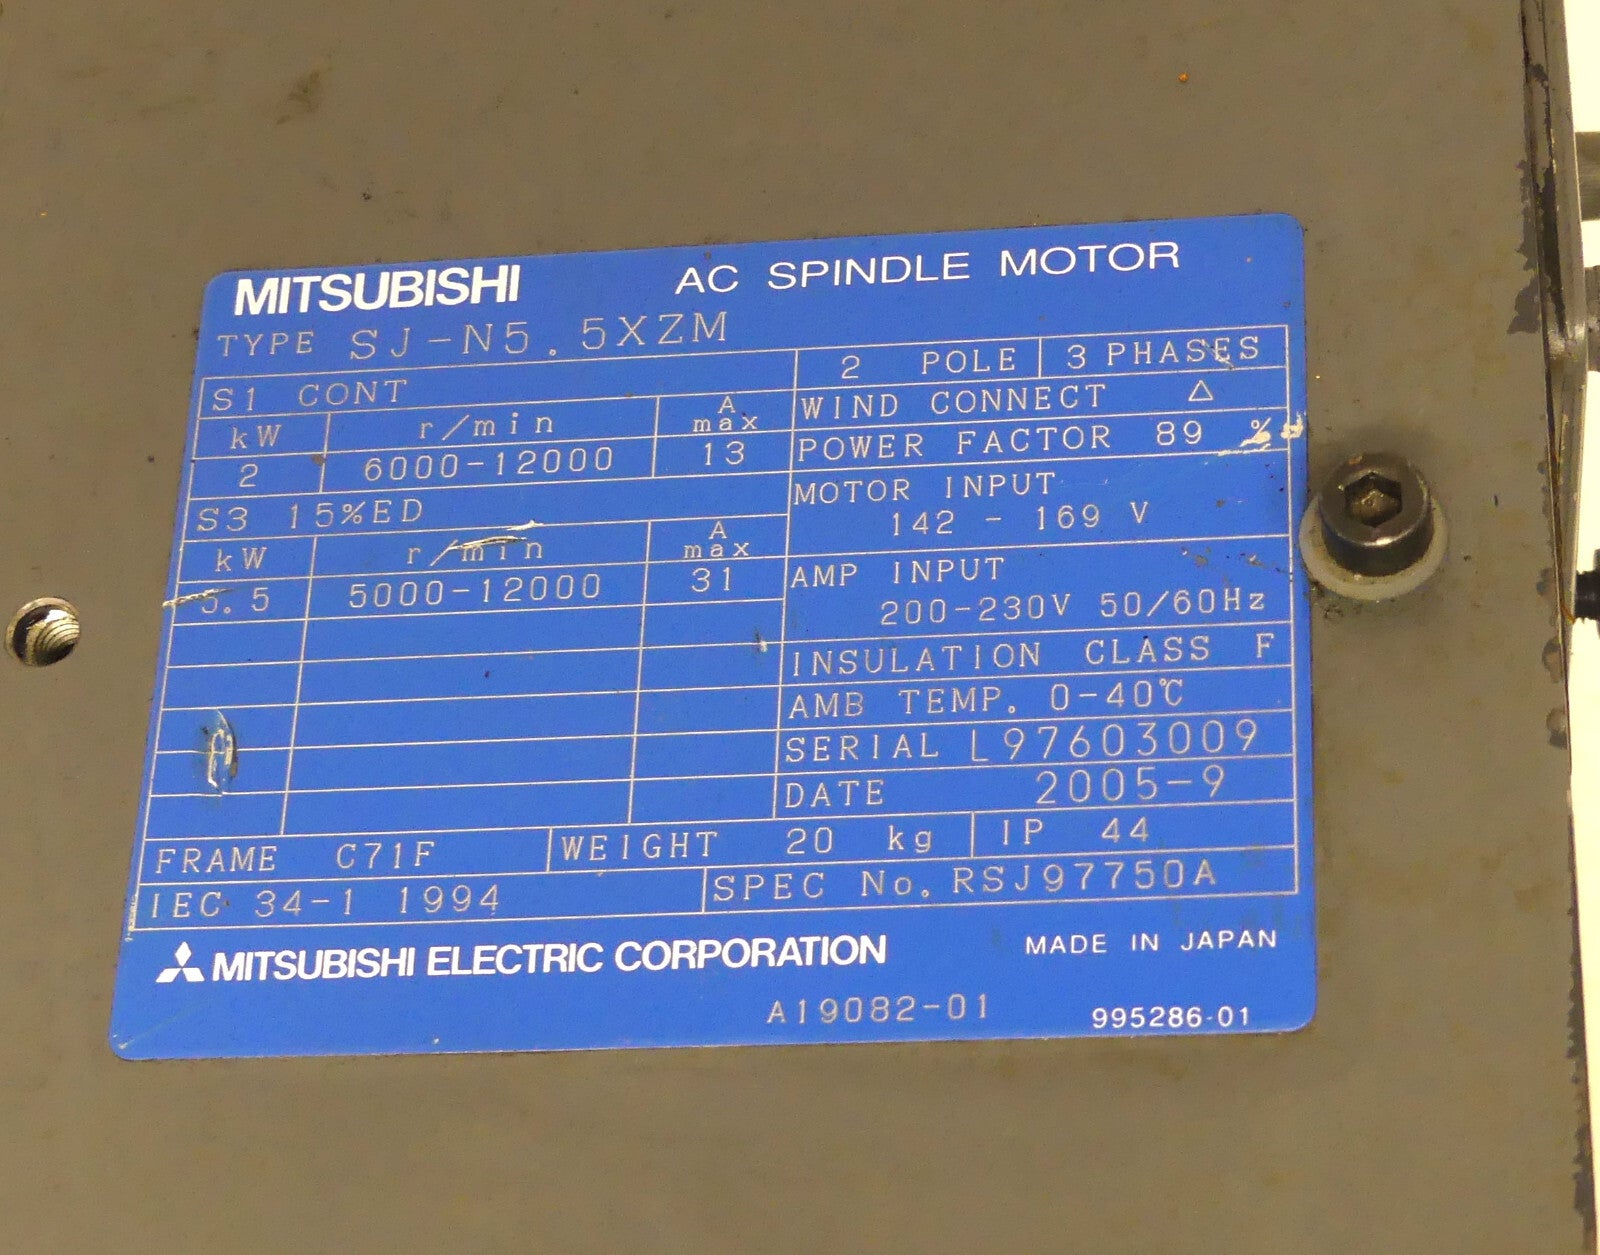 MITSUBISHI AC SPINDLE MOTOR
TYPE SJ-N5.5XZM
2 POLE 3 PHASES
S1 CONT
WIND CONNECT △
kW r/min A max
POWER FACTOR 89 %
2 6000-12000 13
MOTOR INPUT
142 - 169 V
S3 15%ED
kW r/min A max
AMP INPUT
200-230V 50/60Hz
5.5 5000-12000 31
INSULATION CLASS F
AMB TEMP. 0-40℃
SERIAL L97603009
DATE 2005-9
FRAME C71F WEIGHT 20 kg IP 44
IEC 34-1 1994 SPEC No. RSJ97750A
MITSUBISHI ELECTRIC CORPORATION MADE IN JAPAN
A19082-01 995286-01